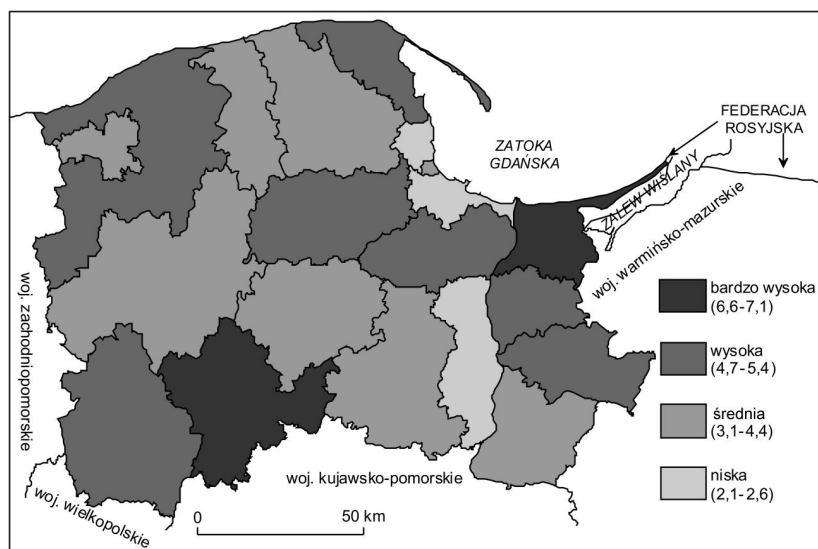 FEDERACJA
ROSYJSKA
ZATOKA
GDAŃSKA
ZALEW WIŚLANY
woj. warmińsko-mazurskie
woj. zachodniopomorskie
bardzo wysoka
(6,6-7,1)
wysoka
(4,7-5,4)
średnia
(3,1-4,4)
niska
(2,1-2,6)
woj. kujawsko-pomorskie
woj. wielkopolskie
0
50 km